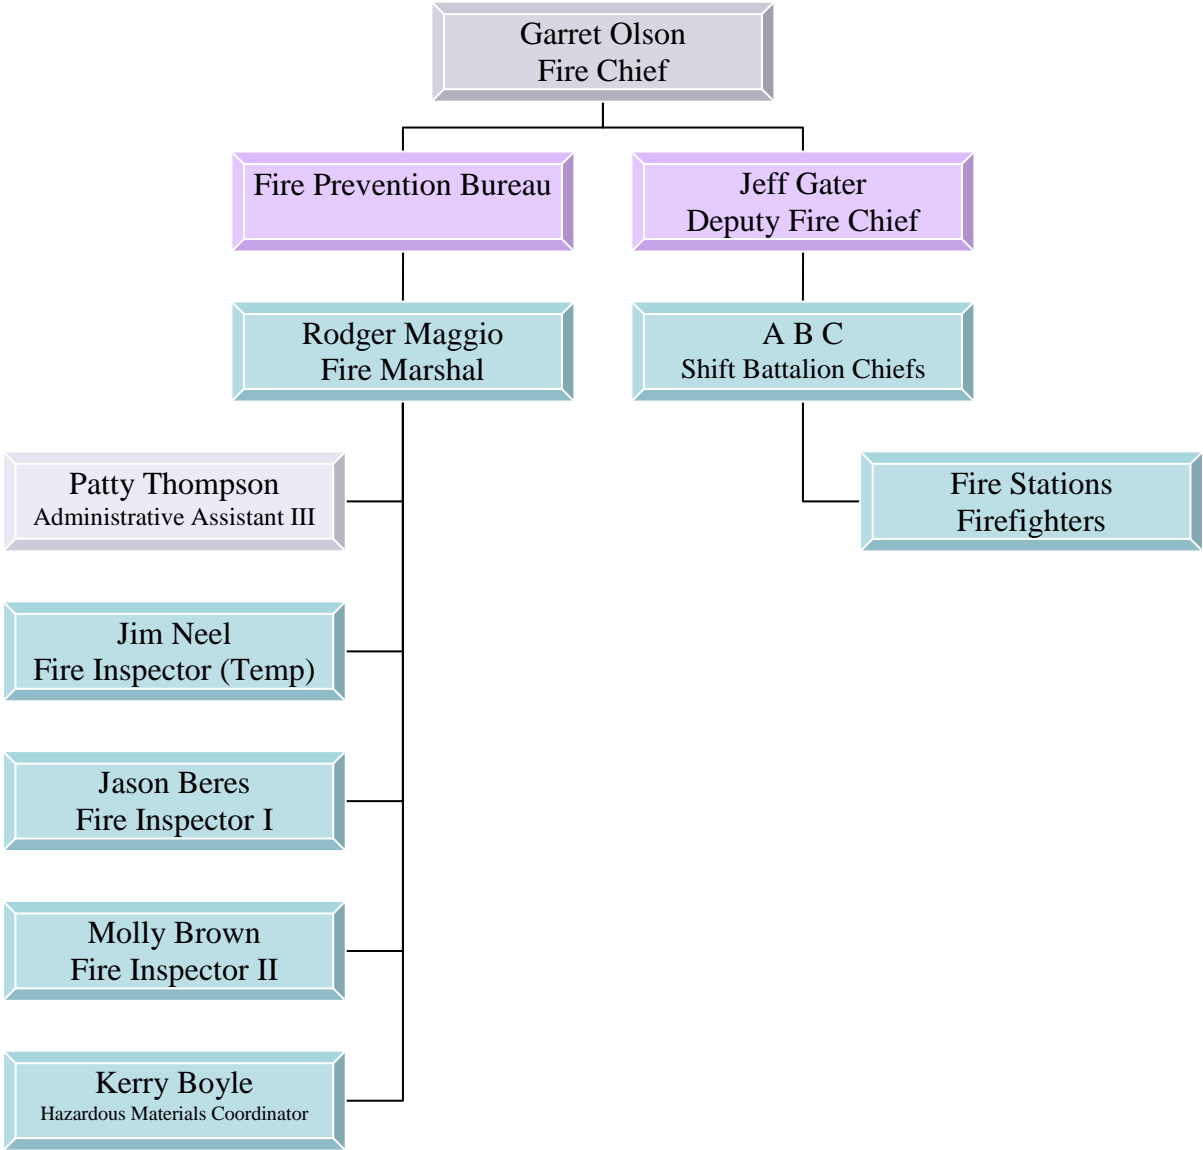 Garret Olson
Fire Chief
Fire Prevention Bureau
Jeff Gater
Deputy Fire Chief
Rodger Maggio
Fire Marshal
A B C
Shift Battalion Chiefs
Patty Thompson
Administrative Assistant III
Fire Stations
Firefighters
Jim Neel
Fire Inspector (Temp)
Jason Beres
Fire Inspector I
Molly Brown
Fire Inspector II
Kerry Boyle
Hazardous Materials Coordinator